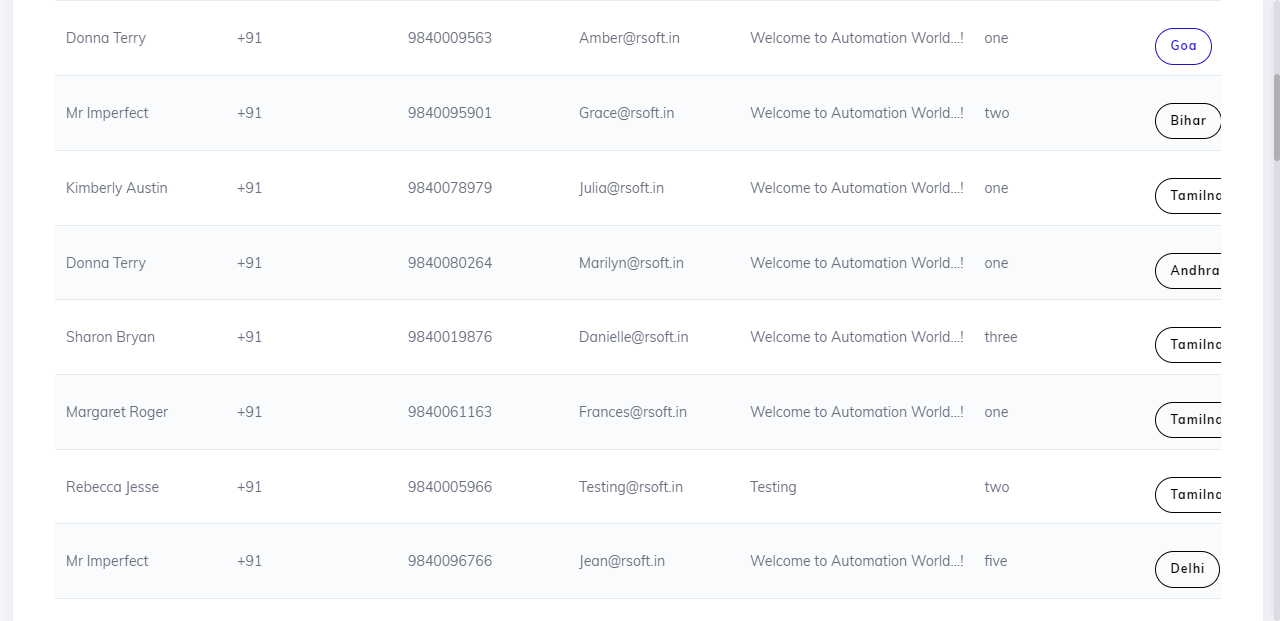 Donna Terry +91 9840009563 Amber@rsoft.in Welcome to Automation World...! one Goa
Mr Imperfect +91 9840095901 Grace@rsoft.in Welcome to Automation World...! two Bihar
Kimberly Austin +91 9840078979 Julia@rsoft.in Welcome to Automation World...! one Tamilna
Donna Terry +91 9840080264 Marilyn@rsoft.in Welcome to Automation World...! one Andhra
Sharon Bryan +91 9840019876 Danielle@rsoft.in Welcome to Automation World...! three Tamilna
Margaret Roger +91 9840061163 Frances@rsoft.in Welcome to Automation World...! one Tamilna
Rebecca Jesse +91 9840005966 Testing@rsoft.in Testing two Tamilna
Mr Imperfect +91 9840096766 Jean@rsoft.in Welcome to Automation World...! five Delhi